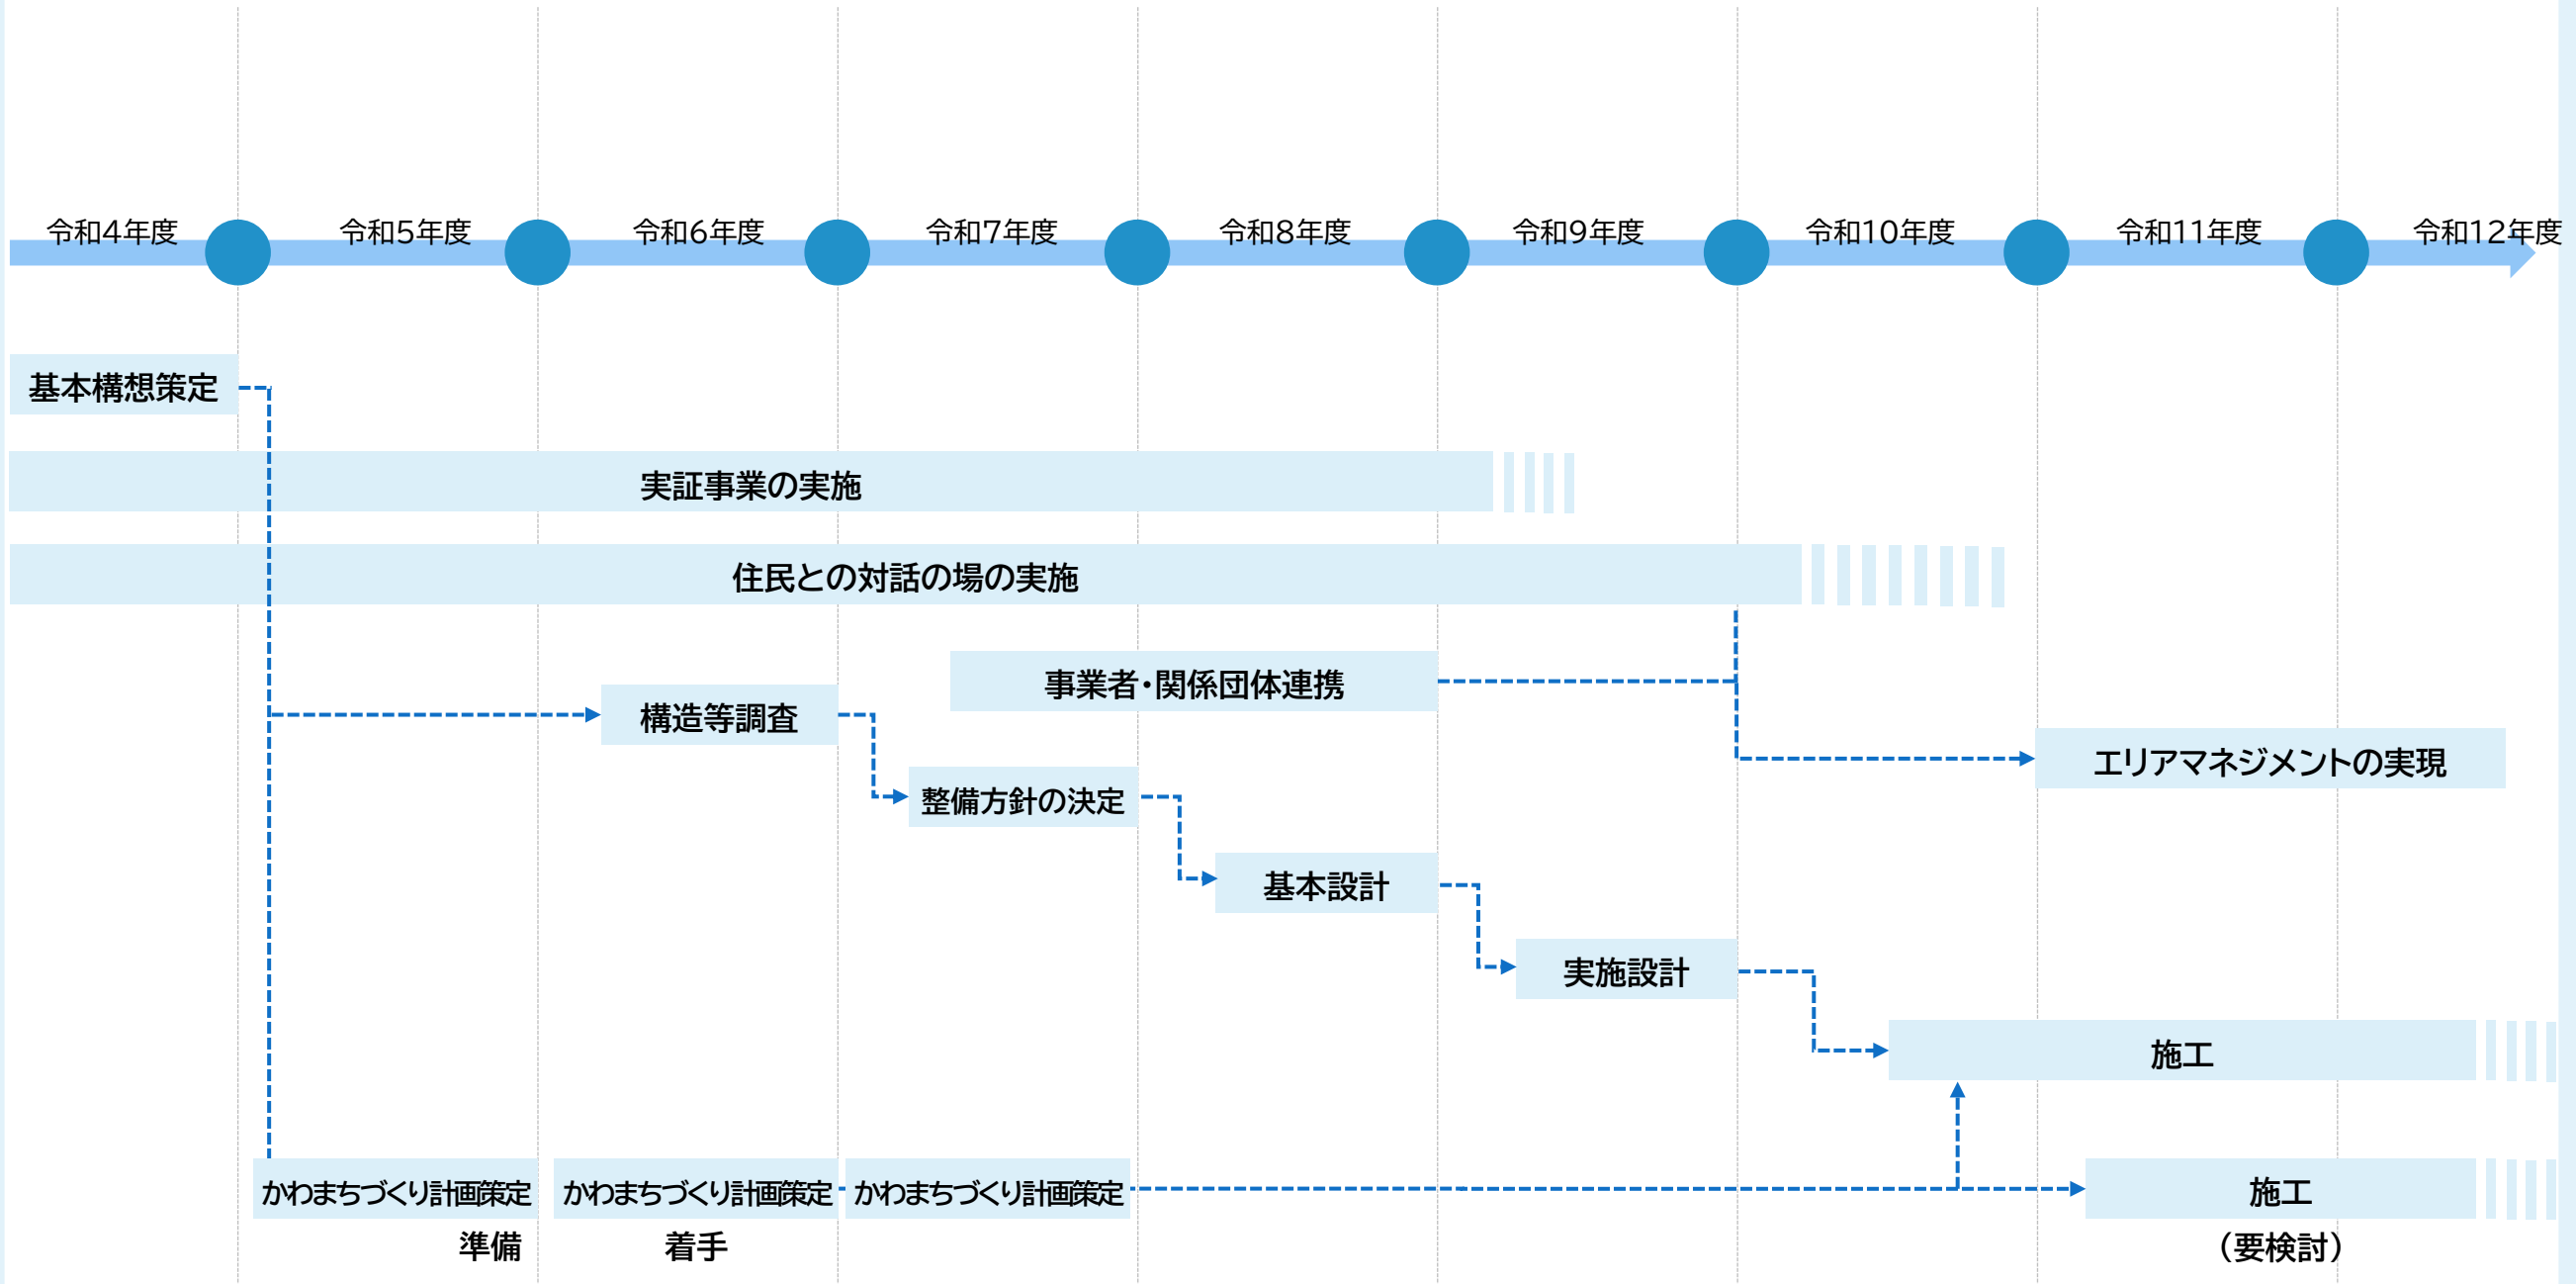 令和4年度
令和5年度
令和6年度
令和7年度
令和8年度
令和9年度
令和10年度
令和11年度
令和12年度
基本構想策定
実証事業の実施
住民との対話の場の実施
事業者・関係団体連携
構造等調査
エリアマネジメントの実現
整備方針の決定
基本設計
実施設計
施工
かわまちづくり計画策定
準備
かわまちづくり計画策定
着手
かわまちづくり計画策定
施工
（要検討）